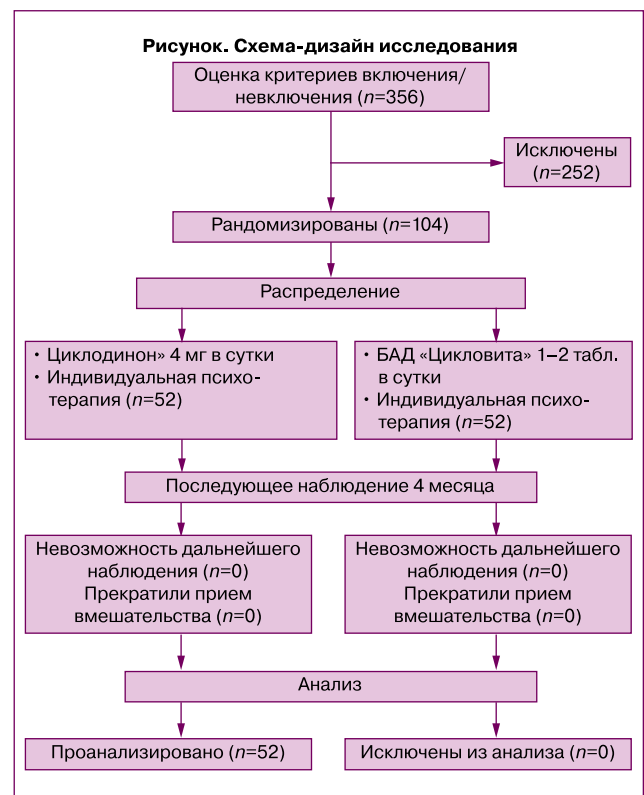 Рисунок. Схема-дизайн исследования
Оценка критериев включения/
невключения (n=356)
Исключены
(n=252)
Рандомизированы (n=104)
Распределение
• Циклодинон» 4 мг в сутки
• Индивидуальная психо-
терапия (n=52)
• БАД «Цикловита» 1–2 табл.
в сутки
• Индивидуальная психо-
терапия (n=52)
Последующее наблюдение 4 месяца
Невозможность дальнейшего
наблюдения (n=0)
Прекратили прием
вмешательства (n=0)
Невозможность дальнейшего
наблюдения (n=0)
Прекратили прием
вмешательства (n=0)
Анализ
Проанализировано (n=52)
Исключены из анализа (n=0)